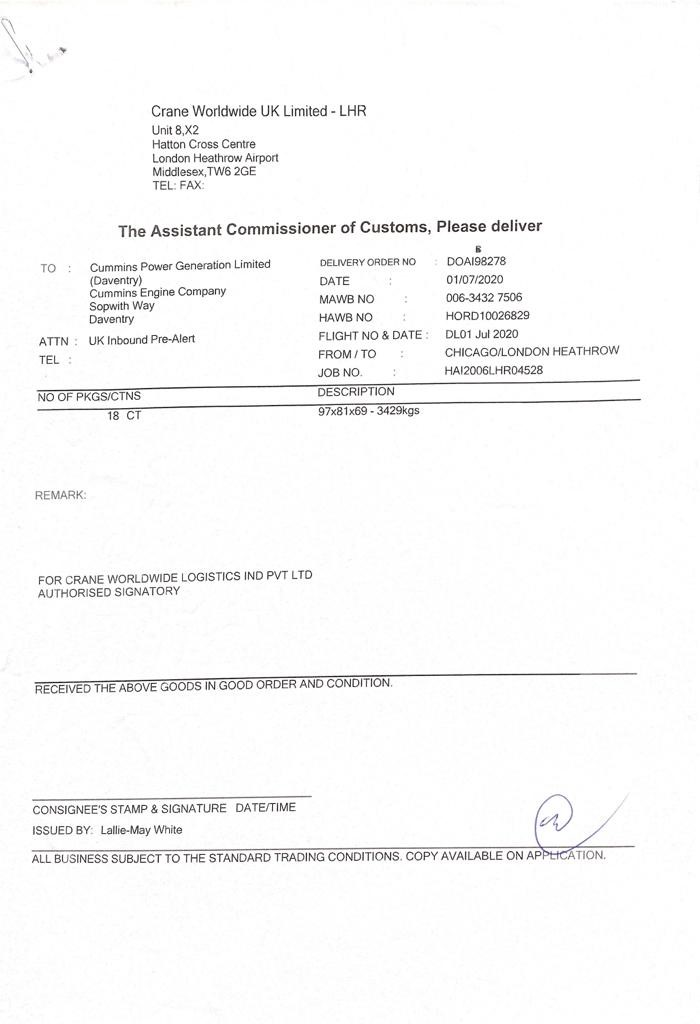 Crane Worldwide UK Limited - LHR
Unit 8,X2
Hatton Cross Centre
London Heathrow Airport
Middlesex,TW6 2GE
TEL: FAX:
The Assistant Commissioner of Customs, Please deliver
TO : Cummins Power Generation Limited
(Daventry)
Cummins Engine Company
Sopwith Way
Daventry
ATTN : UK Inbound Pre-Alert
TEL :
DELIVERY ORDER NO : DOAI98278
DATE : 01/07/2020
MAWB NO : 006-3432 7506
HAWB NO : HORD10026829
FLIGHT NO & DATE : DL01 Jul 2020
FROM / TO : CHICAGO/LONDON HEATHROW
JOB NO. : HAI2006LHR04528
NO OF PKGS/CTNS DESCRIPTION
18 CT 97x81x69 - 3429kgs
REMARK:
FOR CRANE WORLDWIDE LOGISTICS IND PVT LTD
AUTHORISED SIGNATORY
RECEIVED THE ABOVE GOODS IN GOOD ORDER AND CONDITION.
CONSIGNEE'S STAMP & SIGNATURE DATE/TIME
ISSUED BY: Lallie-May White
ALL BUSINESS SUBJECT TO THE STANDARD TRADING CONDITIONS. COPY AVAILABLE ON APPLICATION.